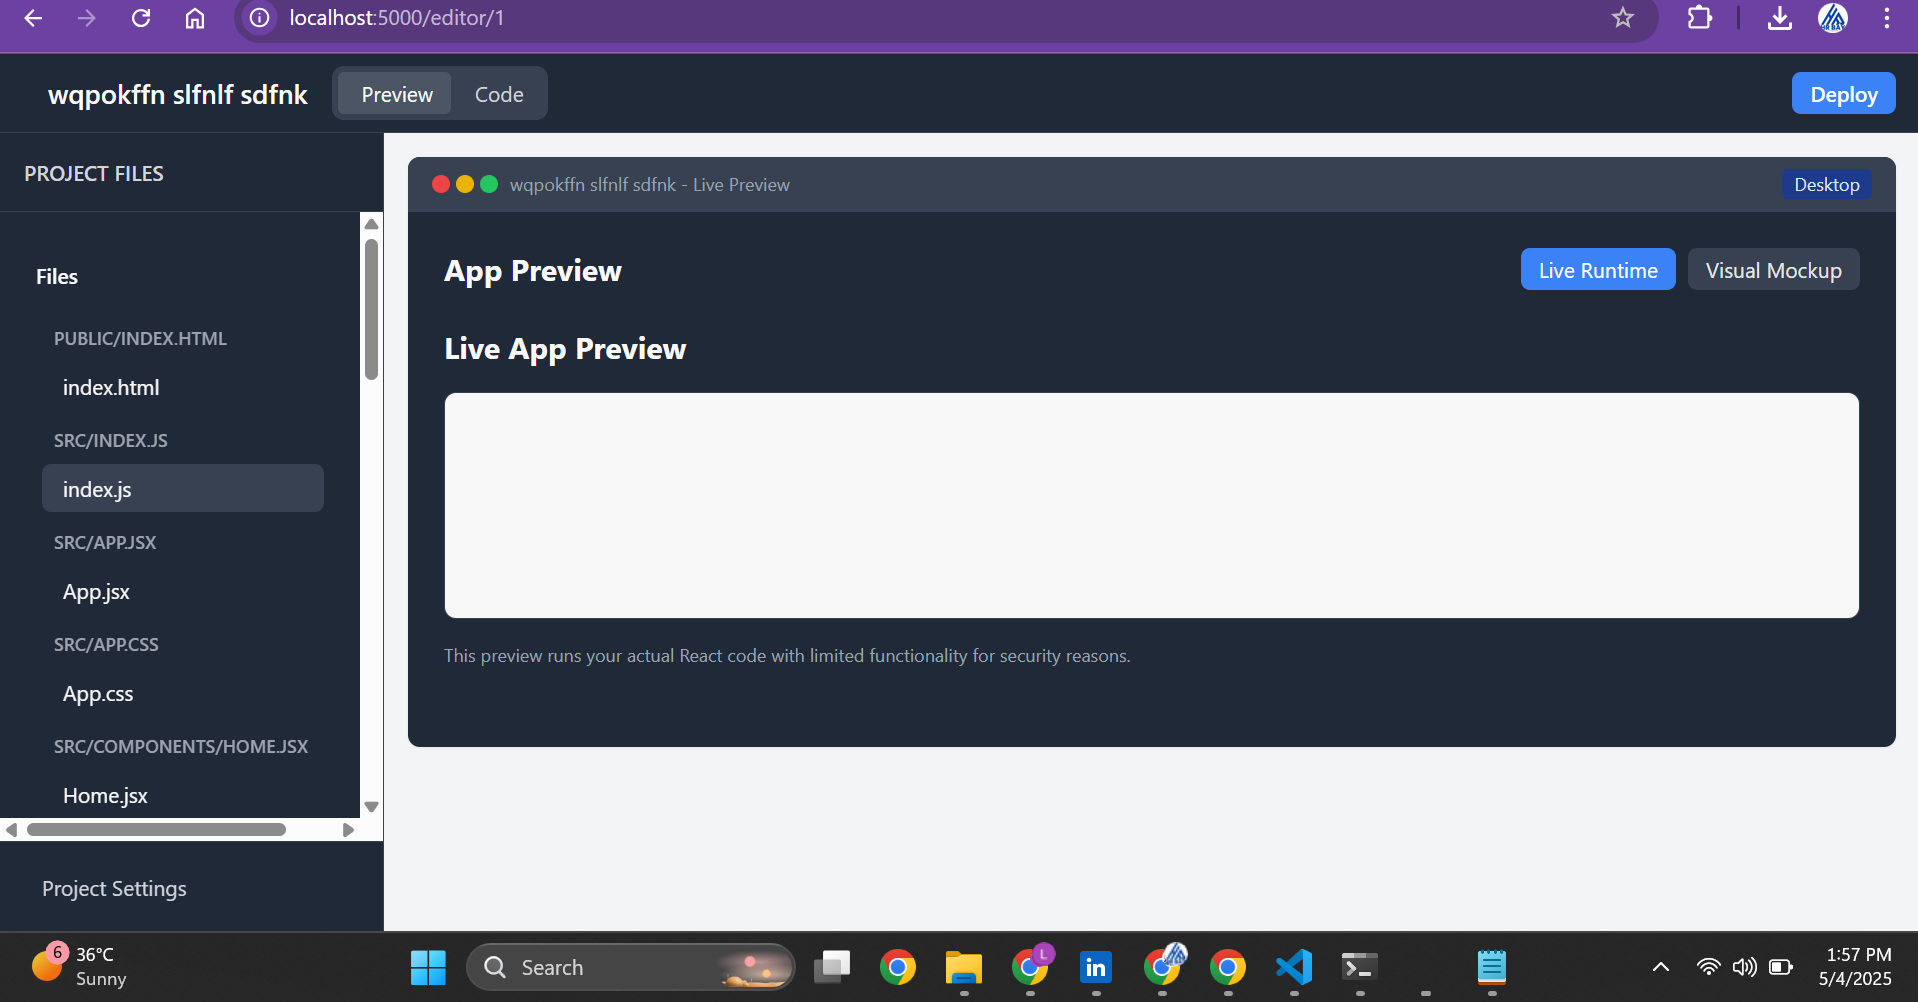 localhost:5000/editor/1
wqpokffn slfnlf sdfnk
Preview
Code
Deploy
PROJECT FILES
Files
PUBLIC/INDEX.HTML
index.html
SRC/INDEX.JS
index.js
SRC/APP.JSX
App.jsx
SRC/APP.CSS
App.css
SRC/COMPONENTS/HOME.JSX
Home.jsx
Project Settings
wqpokffn slfnlf sdfnk - Live Preview
Desktop
App Preview
Live Runtime
Visual Mockup
Live App Preview
This preview runs your actual React code with limited functionality for security reasons.
6
36°C
Sunny
Search
L
in
1:57 PM
5/4/2025